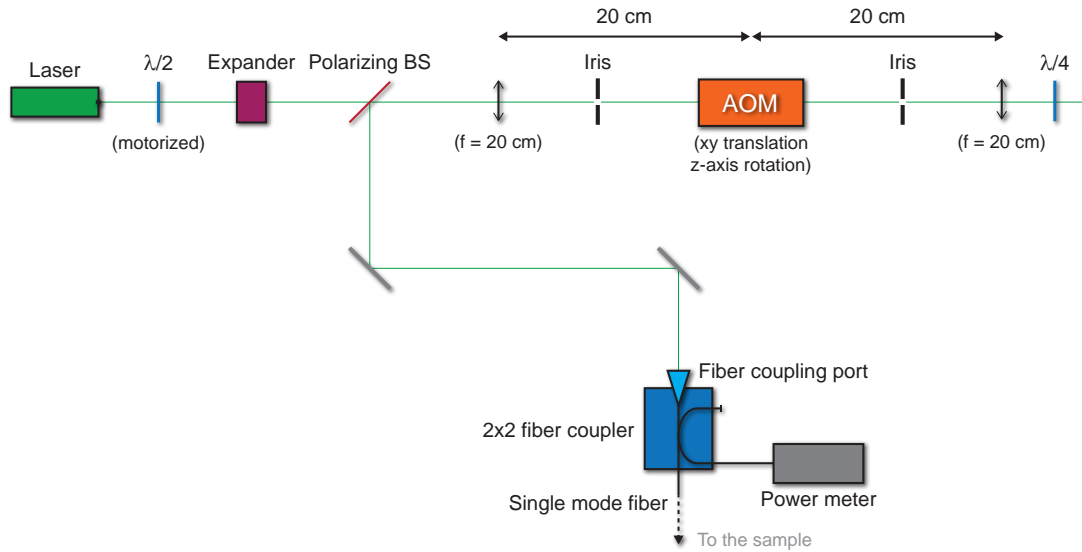 20 cm
20 cm
Laser
λ/2
Expander
Polarizing BS
Iris
Iris
λ/4
AOM
(motorized)
(f = 20 cm)
(xy translation
z-axis rotation)
(f = 20 cm)
Fiber coupling port
2x2 fiber coupler
Single mode fiber
Power meter
To the sample